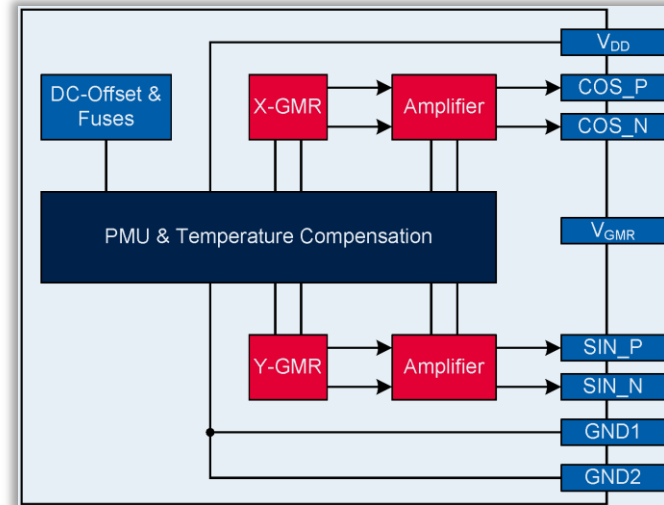 V_DD
DC-Offset &
Fuses
X-GMR
Amplifier
COS_P
COS_N
PMU & Temperature Compensation
V_GMR
Y-GMR
Amplifier
SIN_P
SIN_N
GND1
GND2